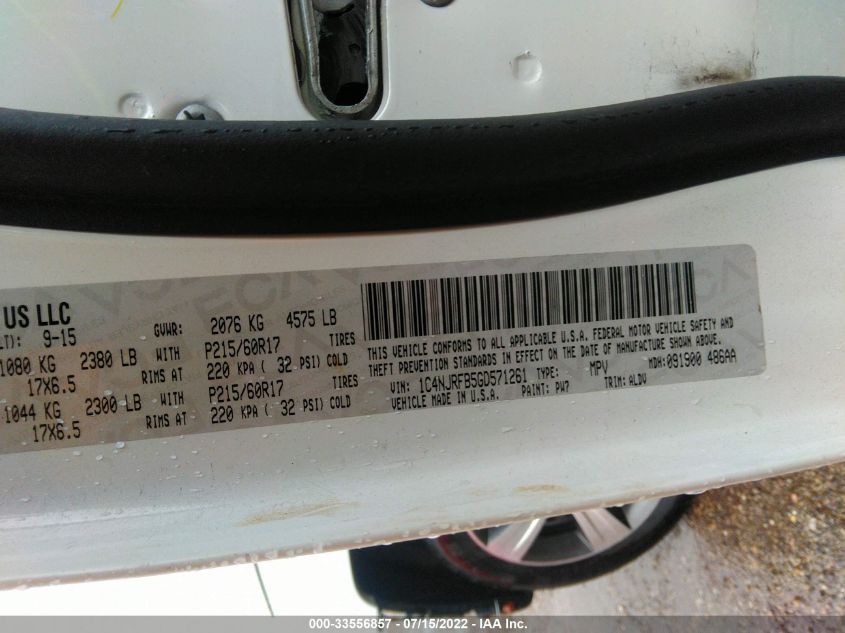 US LLC
LT): 9-15 GVWR: 2076 KG 4575 LB
1080 KG 2380 LB WITH P215/60R17 TIRES
17X6.5 RIMS AT 220 KPA ( 32 PSI) COLD
1044 KG 2300 LB WITH P215/60R17 TIRES
17X6.5 RIMS AT 220 KPA ( 32 PSI) COLD
THIS VEHICLE CONFORMS TO ALL APPLICABLE U.S.A. FEDERAL MOTOR VEHICLE SAFETY AND
THEFT PREVENTION STANDARDS IN EFFECT ON THE DATE OF MANUFACTURE SHOWN ABOVE.
VIN: 1C4NJRFB5GD571261 TYPE: MPV MDH: 091900 486AA
VEHICLE MADE IN U.S.A. PAINT: PW7 TRIM: ALDV
000-33556857 - 07/15/2022 - IAA Inc.